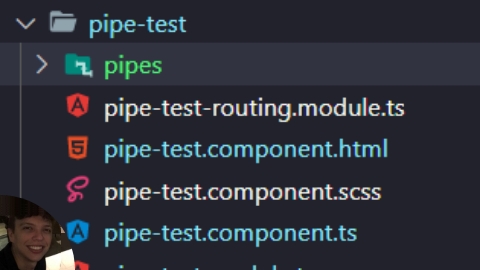 pipe-test
pipes
pipe-test-routing.module.ts
pipe-test.component.html
pipe-test.component.scss
pipe-test.component.ts